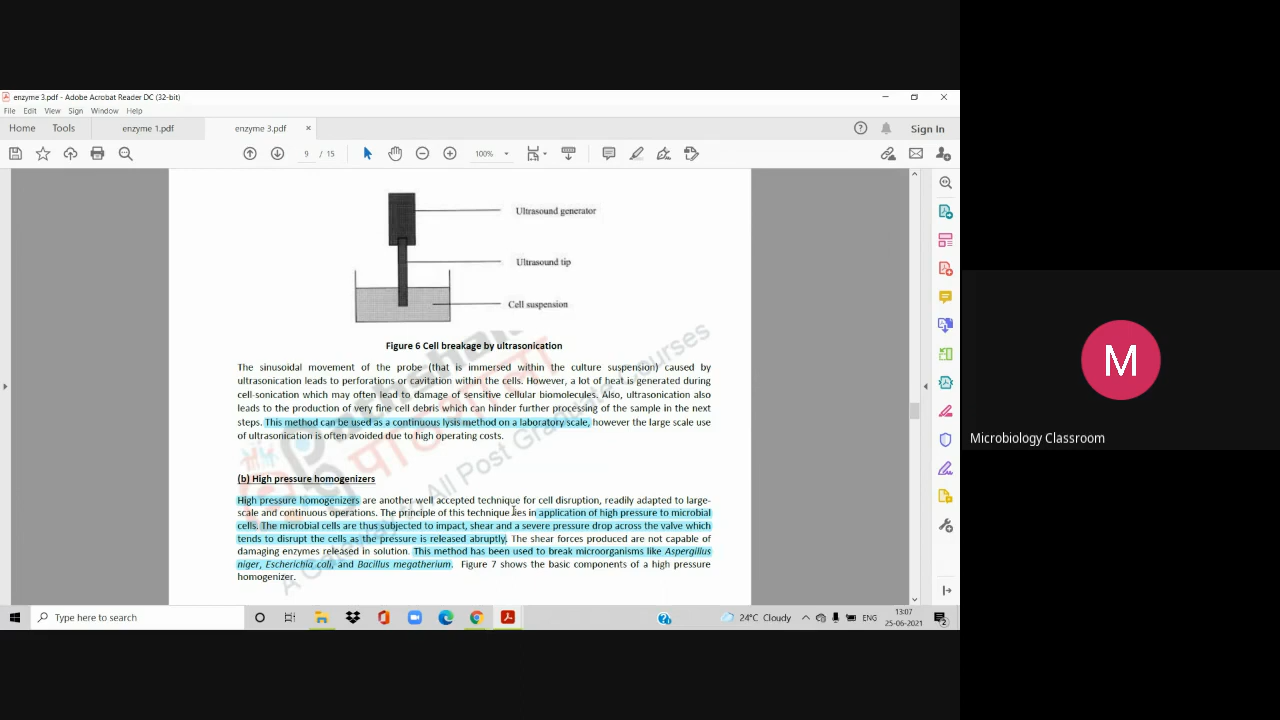 enzyme 3.pdf - Adobe Acrobat Reader DC (32-bit)
File Edit View Sign Window Help
Home Tools enzyme 1.pdf enzyme 3.pdf × Sign In
9 / 15 100%
Ultrasound generator
Ultrasound tip
Cell suspension
Figure 6 Cell breakage by ultrasonication
The sinusoidal movement of the probe (that is immersed within the culture suspension) caused by
ultrasonication leads to perforations or cavitation within the cells. However, a lot of heat is generated during
cell-sonication which may often lead to damage of sensitive cellular biomolecules. Also, ultrasonication also
leads to the production of very fine cell debris which can hinder further processing of the sample in the next
steps. This method can be used as a continuous lysis method on a laboratory scale, however the large scale use
of ultrasonication is often avoided due to high operating costs.
(b) High pressure homogenizers
High pressure homogenizers are another well accepted technique for cell disruption, readily adapted to large-
scale and continuous operations. The principle of this technique lies in application of high pressure to microbial
cells. The microbial cells are thus subjected to impact, shear and a severe pressure drop across the valve which
tends to disrupt the cells as the pressure is released abruptly. The shear forces produced are not capable of
damaging enzymes released in solution. This method has been used to break microorganisms like Aspergillus
niger, Escherichia coli, and Bacillus megatherium. Figure 7 shows the basic components of a high pressure
homogenizer.
पाठशाला
All Post Graduate Courses
M
Microbiology Classroom
Type here to search
24°C Cloudy ENG 13:07
25-06-2021
2